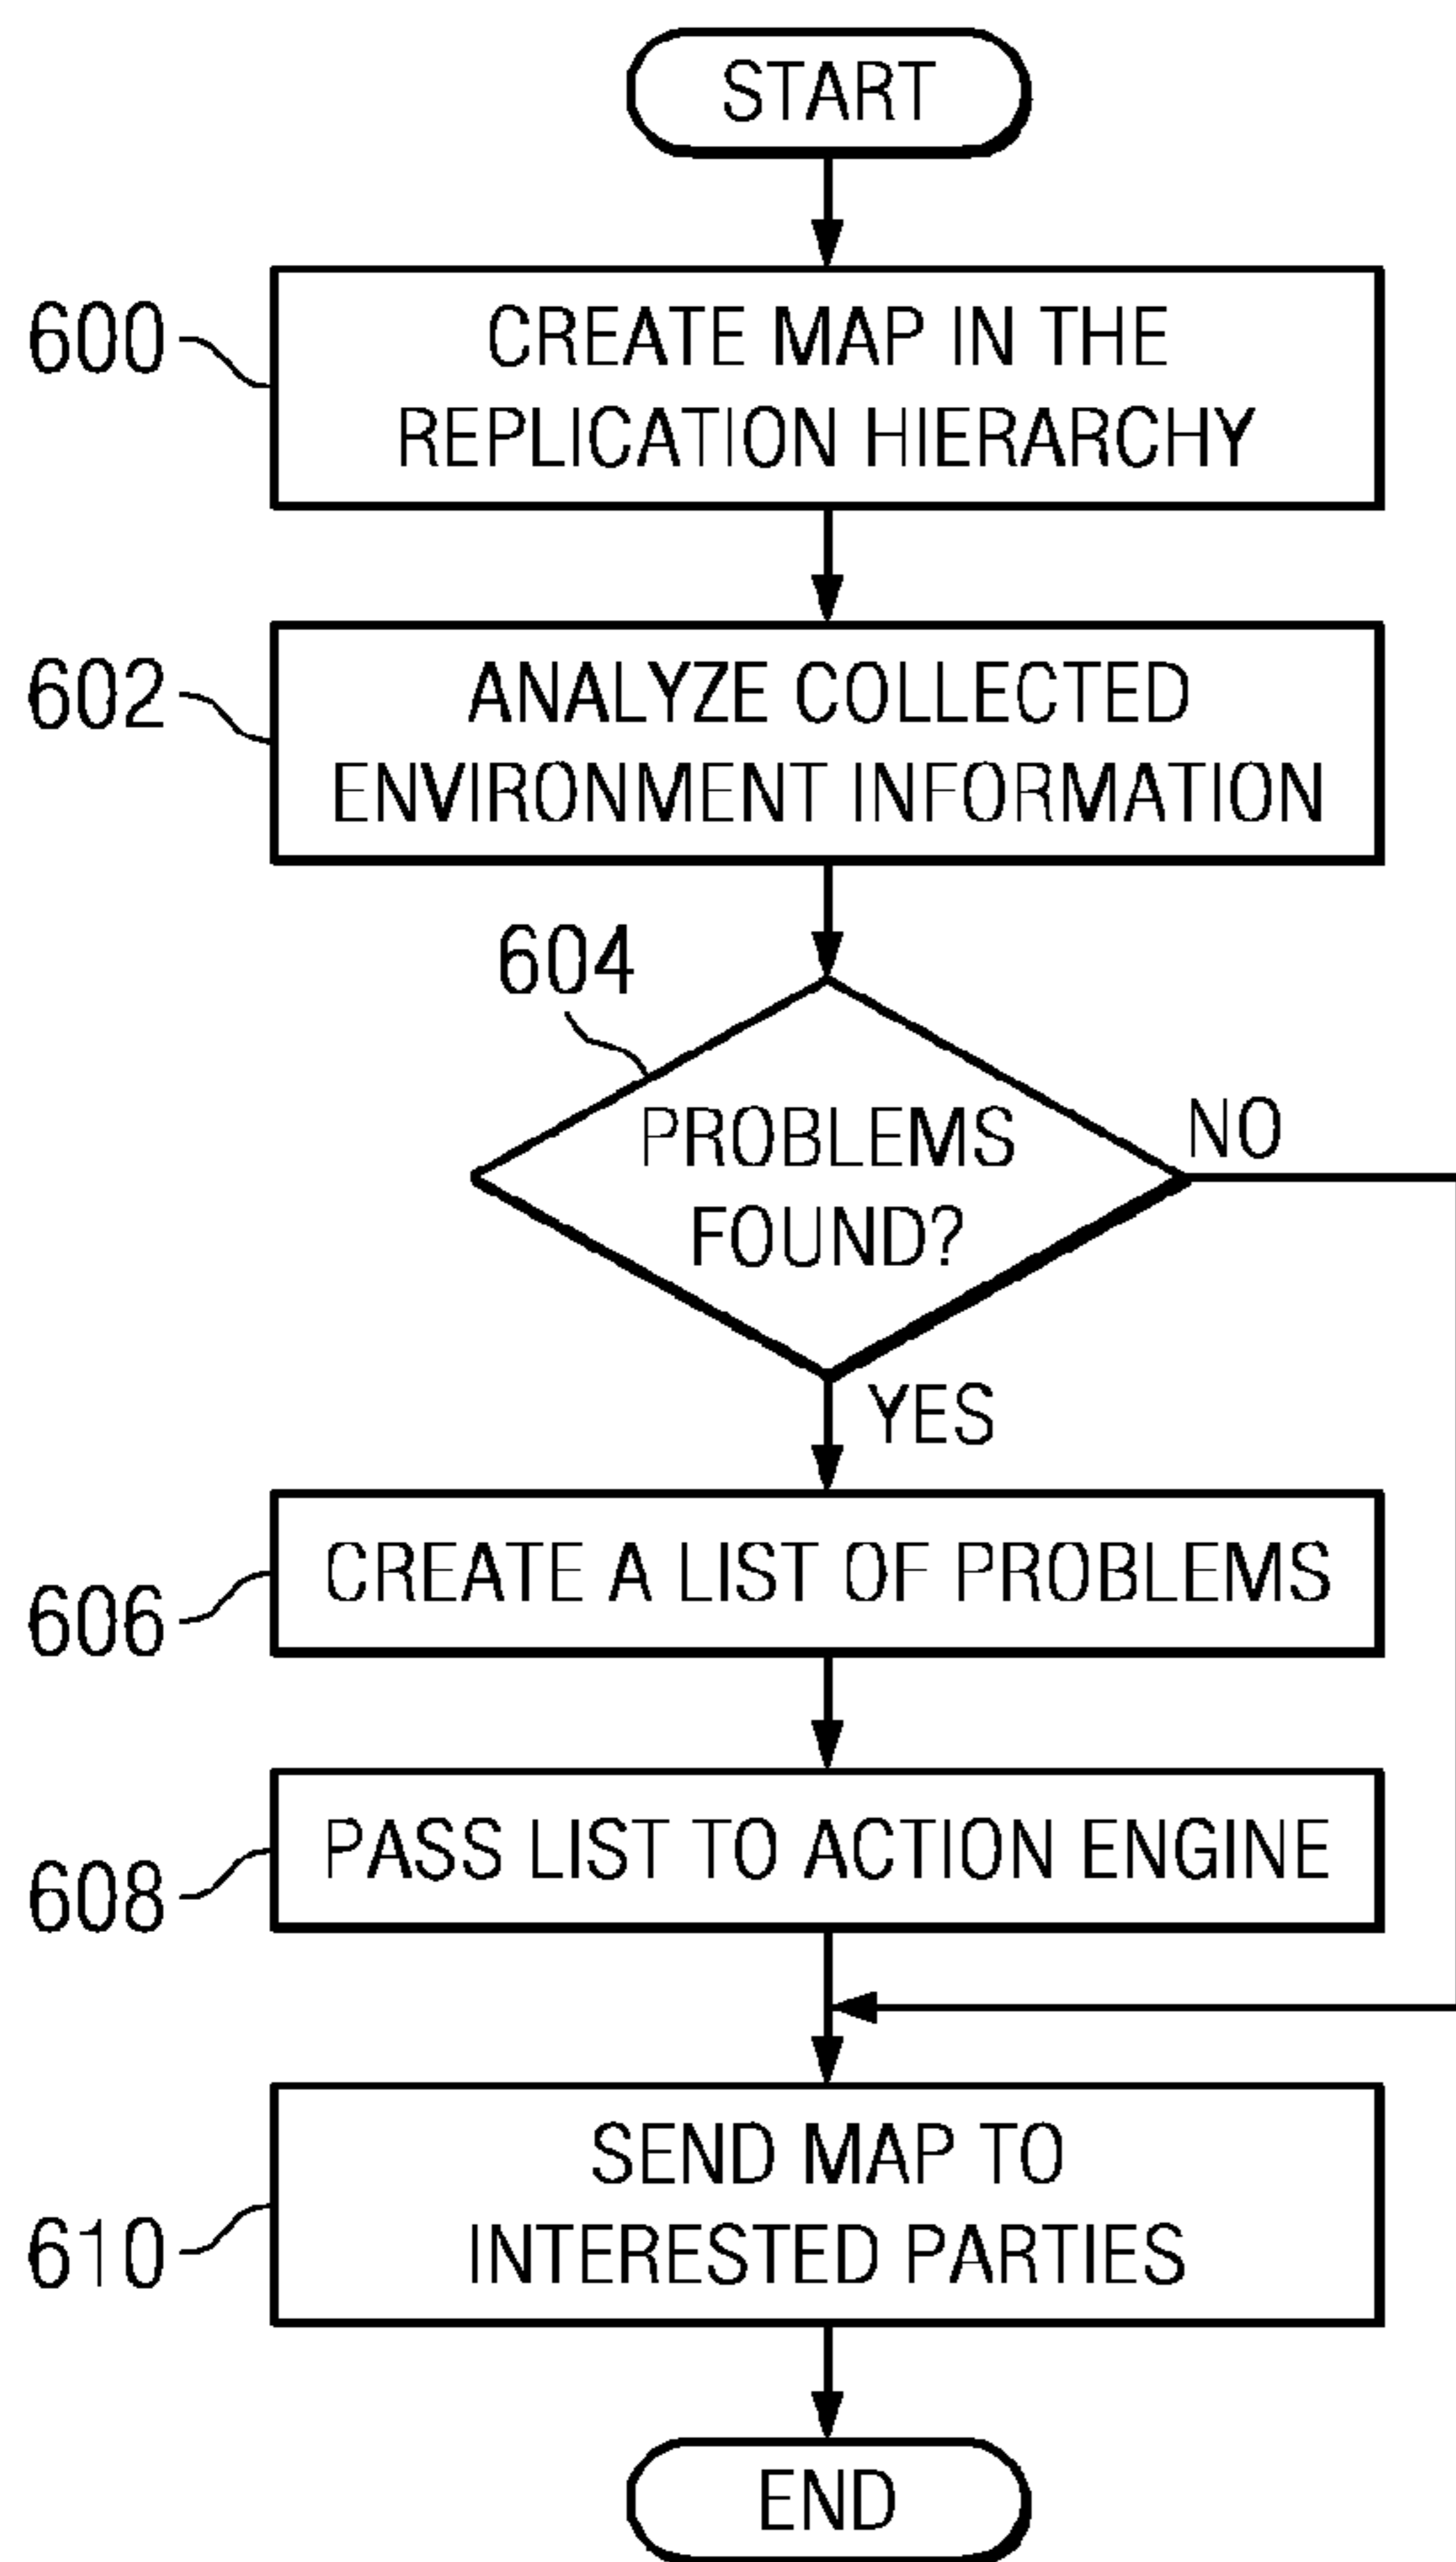 START
600
CREATE MAP IN THE
REPLICATION HIERARCHY
602
ANALYZE COLLECTED
ENVIRONMENT INFORMATION
604
PROBLEMS
FOUND?
NO
YES
606
CREATE A LIST OF PROBLEMS
608
PASS LIST TO ACTION ENGINE
610
SEND MAP TO
INTERESTED PARTIES
END